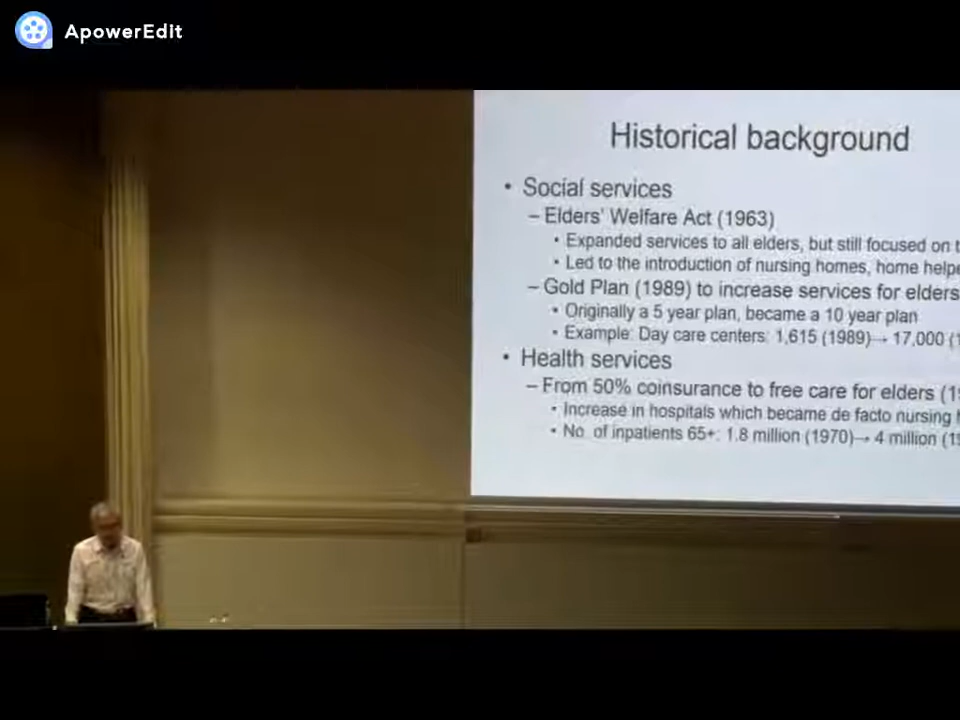 ApowerEdit
Historical background
• Social services
– Elders' Welfare Act (1963)
• Expanded services to all elders, but still focused on
• Led to the introduction of nursing homes, home
– Gold Plan (1989) to increase services for elders
• Originally a 5 year plan, became a 10 year plan
• Example: Day care centers: 1,615 (1989)→ 17,000
• Health services
– From 50% coinsurance to free care for elders
• Increase in hospitals which became de facto nursing
• No. of inpatients 65+: 1.8 million (1970)→ 4 million